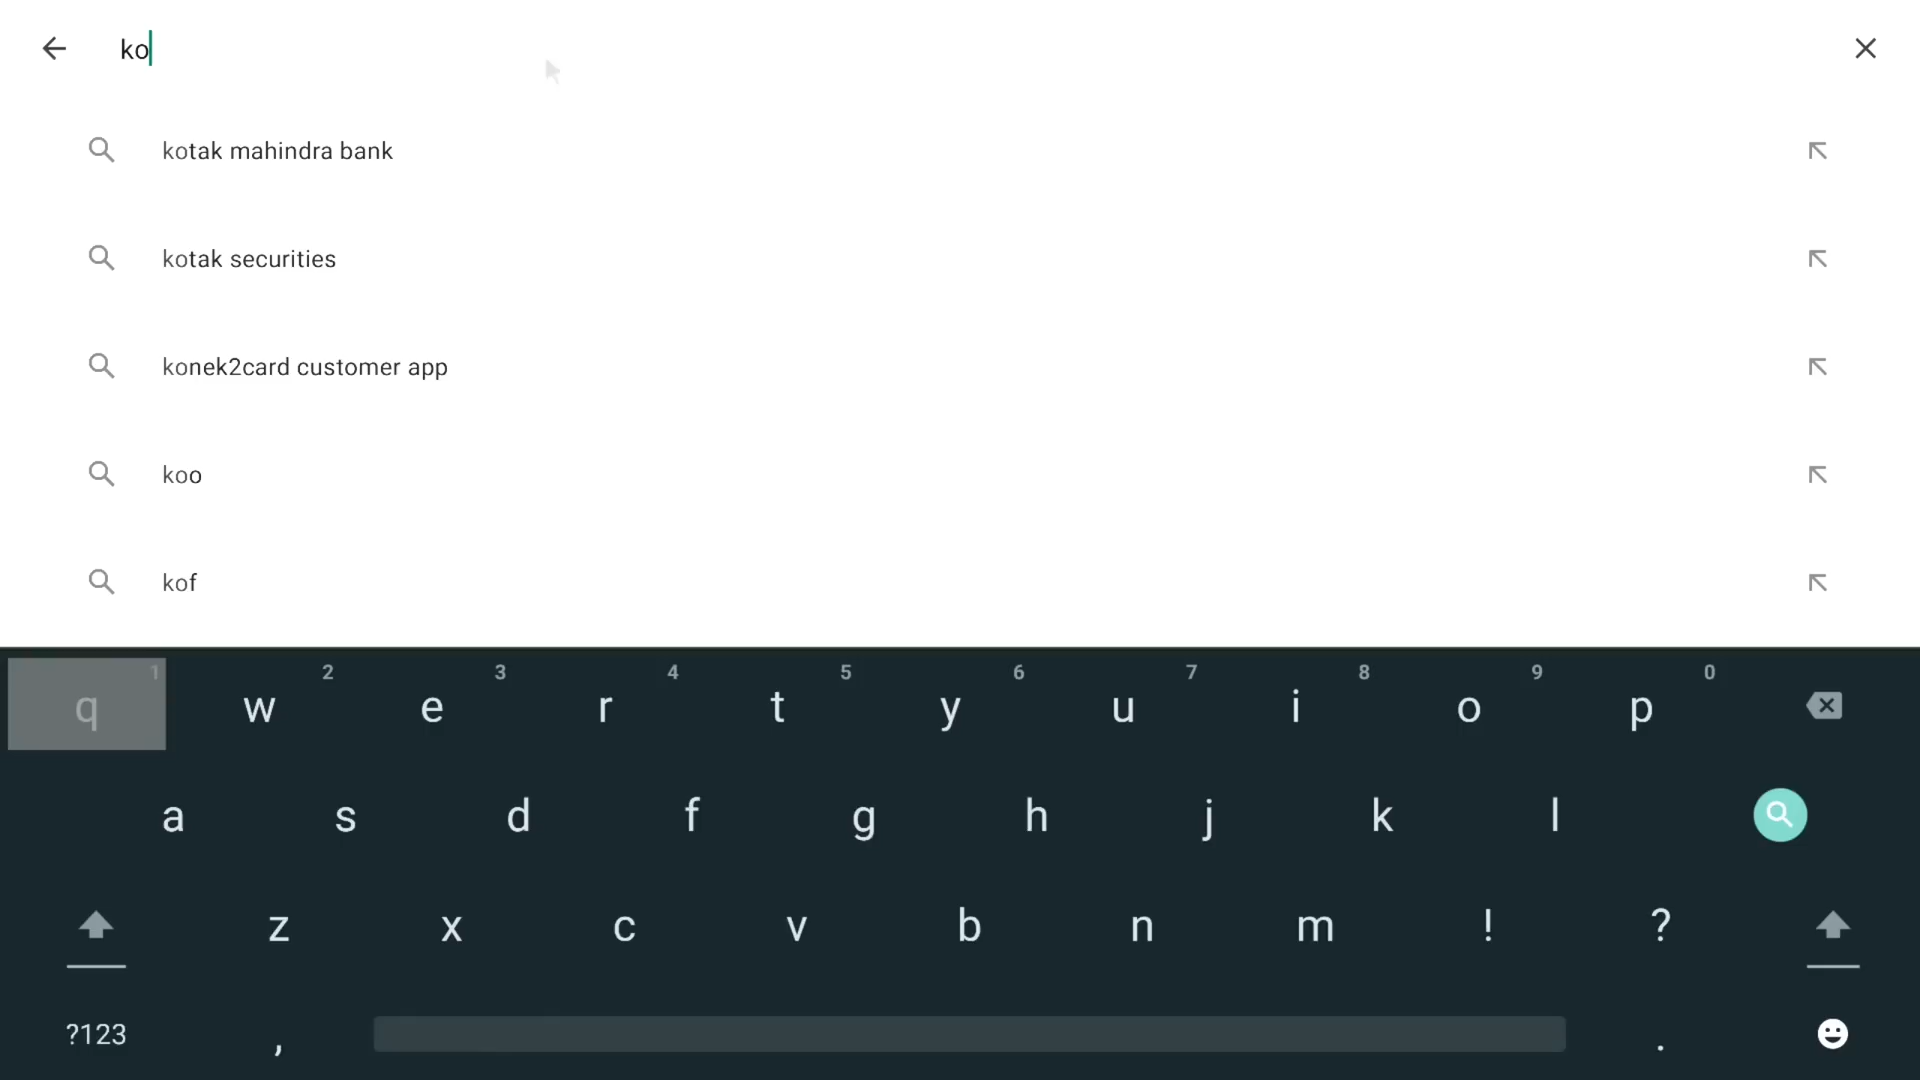 ko
kotak mahindra bank
kotak securities
konek2card customer app
koo
kof
1 2 3 4 5 6 7 8 9 0
q w e r t y u i o p
a s d f g h j k l
z x c v b n m ! ?
?123 , .